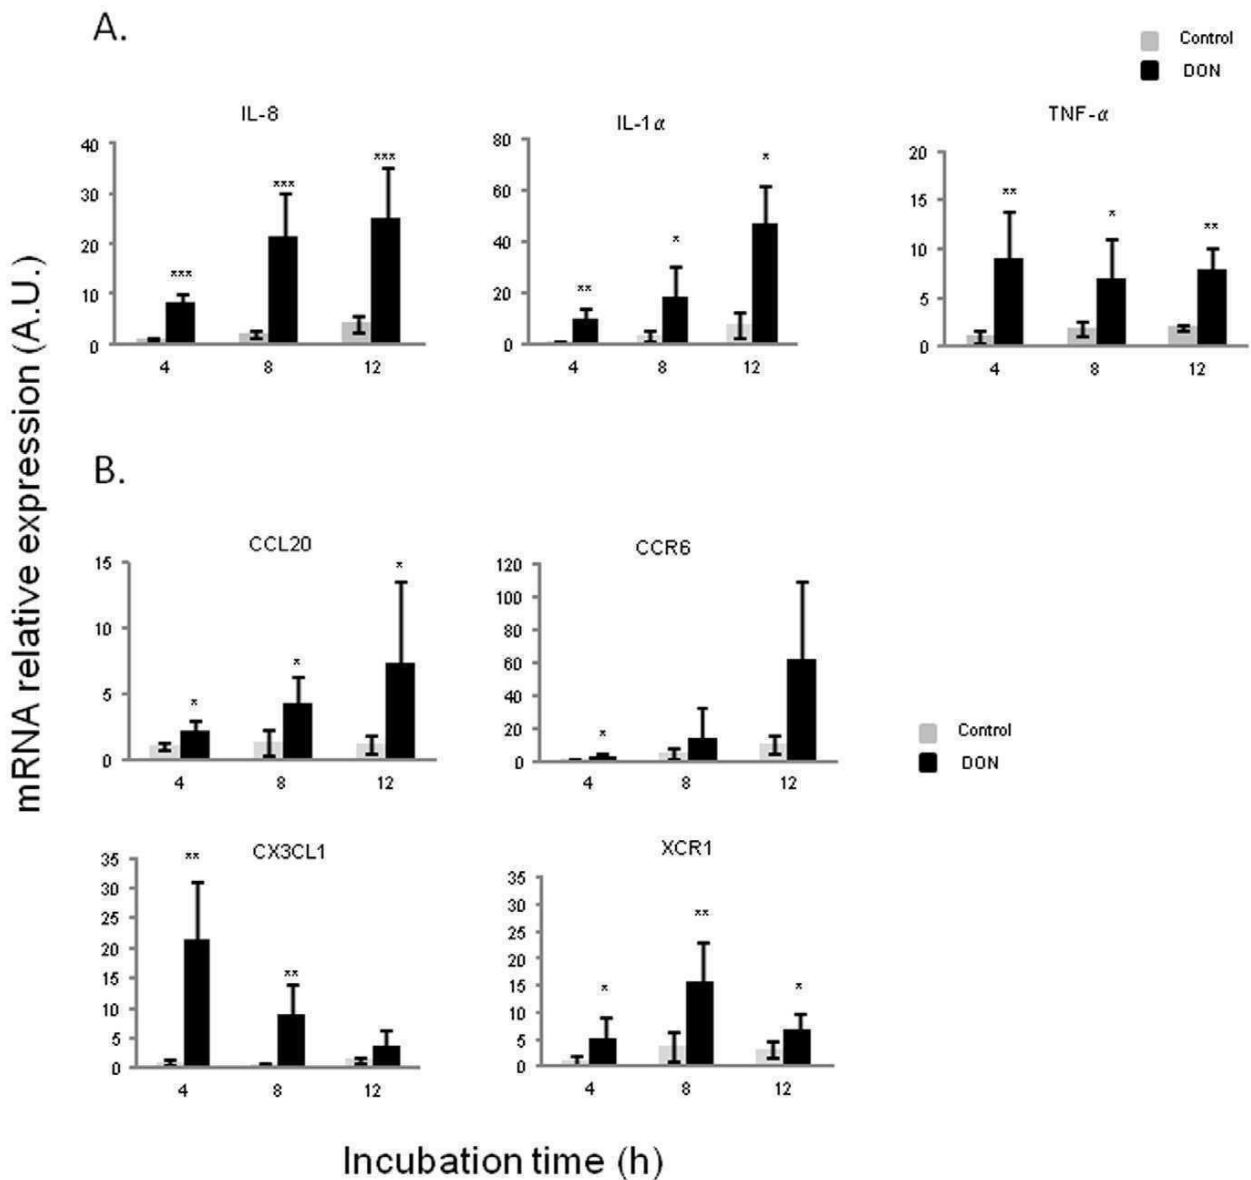 A.
Control
DON
IL-8
IL-1α
TNF-α
40
30
20
10
0
***
***
***
4 8 12
80
60
40
20
0
**
*
*
4 8 12
20
15
10
5
0
**
*
**
4 8 12
mRNA relative expression (A.U.)
B.
CCL20
CCR6
15
10
5
0
*
*
*
4 8 12
120
100
80
60
40
20
0
*
4 8 12
Control
DON
CX3CL1
XCR1
35
30
25
20
15
10
5
0
**
**
4 8 12
35
30
25
20
15
10
5
0
*
**
*
4 8 12
Incubation time (h)